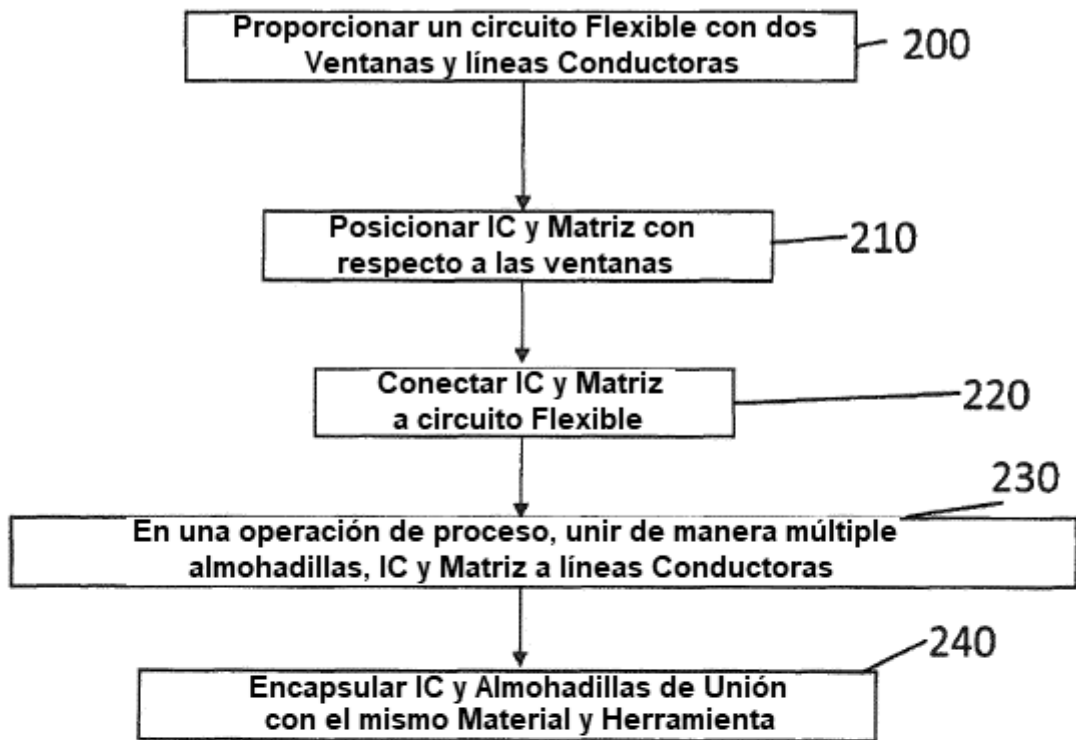 Proporcionar un circuito Flexible con dos
Ventanas y líneas Conductoras
200
Posicionar IC y Matriz con
respecto a las ventanas
210
Conectar IC y Matriz
a circuito Flexible
220
230
En una operación de proceso, unir de manera múltiple
almohadillas, IC y Matriz a líneas Conductoras
240
Encapsular IC y Almohadillas de Unión
con el mismo Material y Herramienta